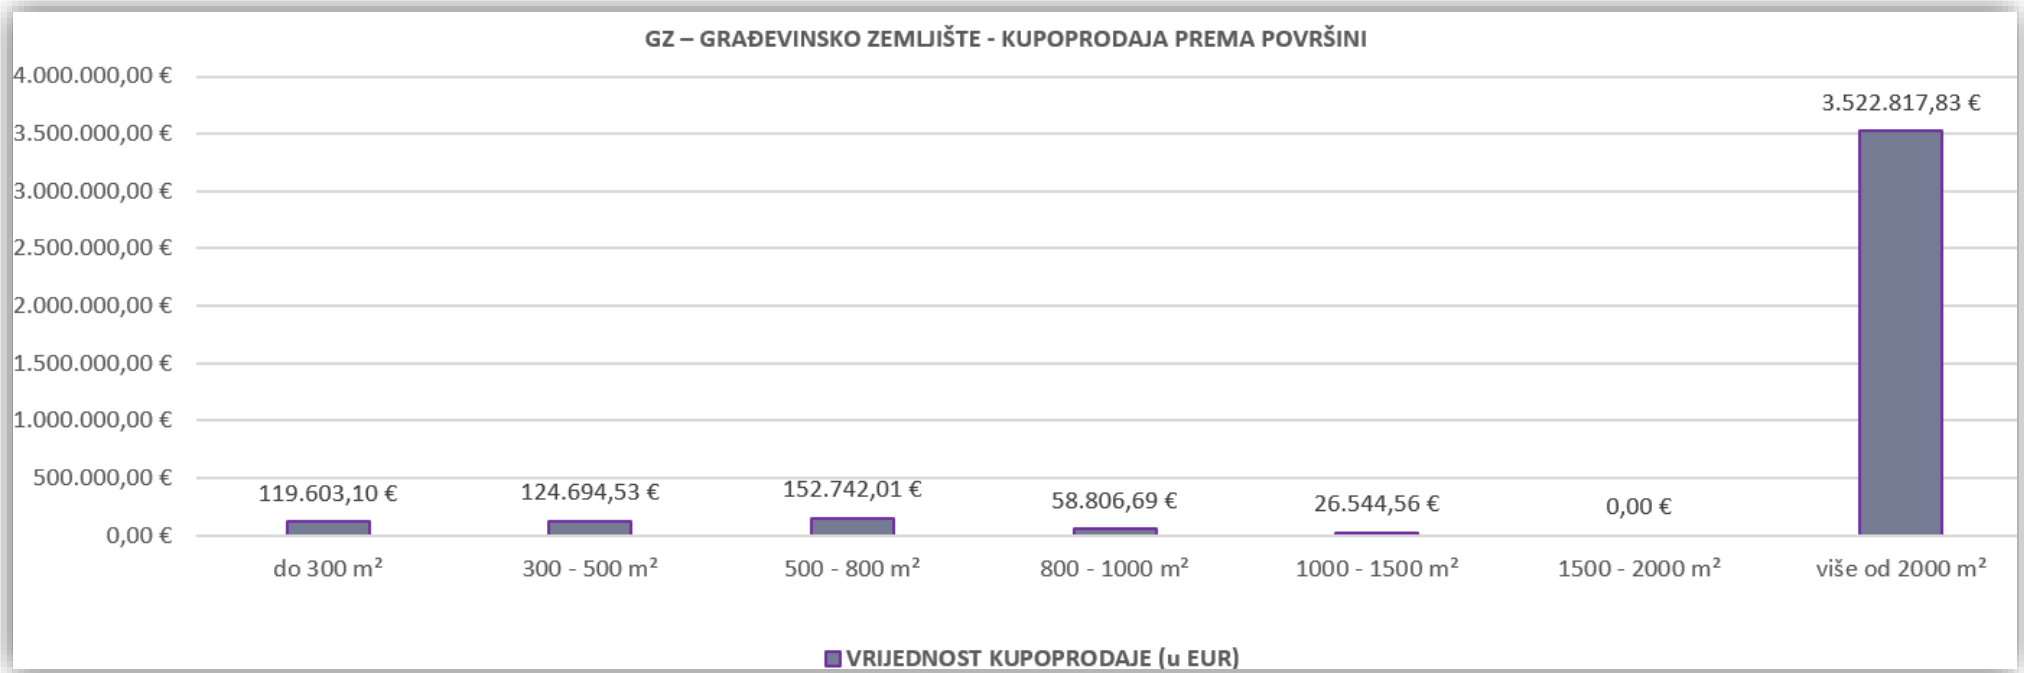 GZ – GRAĐEVINSKO ZEMLJIŠTE - KUPOPRODAJA PREMA POVRŠINI
4.000.000,00 €
3.500.000,00 €
3.000.000,00 €
2.500.000,00 €
2.000.000,00 €
1.500.000,00 €
1.000.000,00 €
500.000,00 €
0,00 €
119.603,10 €
124.694,53 €
152.742,01 €
58.806,69 €
26.544,56 €
0,00 €
3.522.817,83 €
do 300 m²
300 - 500 m²
500 - 800 m²
800 - 1000 m²
1000 - 1500 m²
1500 - 2000 m²
više od 2000 m²
VRIJEDNOST KUPOPRODAJE (u EUR)